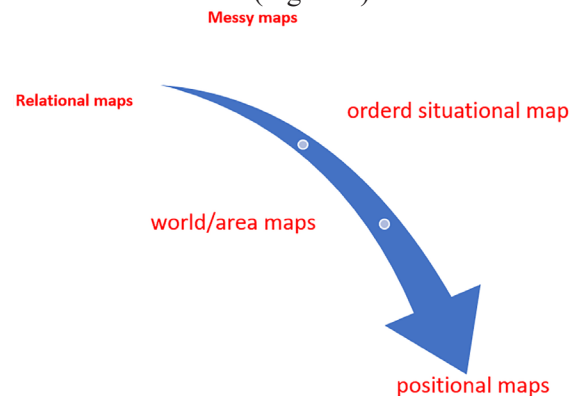 Messy maps
Relational maps
orderd situational map
world/area maps
positional maps